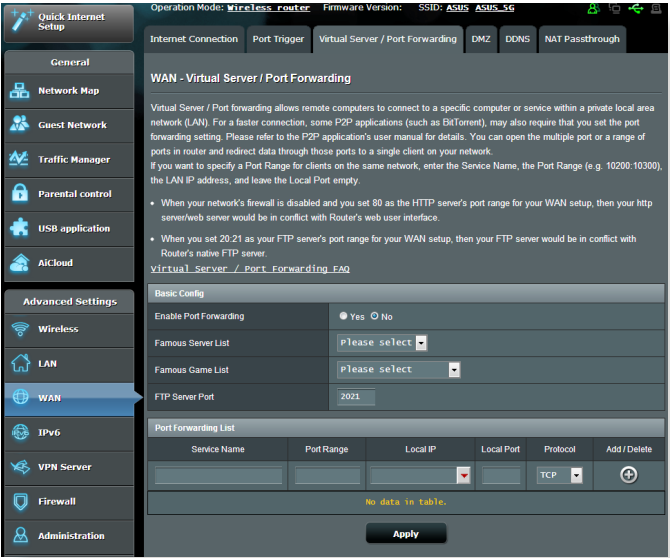 Operation Mode: Wireless router Firmware Version: SSID: ASUS ASUS_5G
Quick Internet
Setup
General
Network Map
Guest Network
Traffic Manager
Parental control
USB application
AiCloud
Advanced Settings
Wireless
LAN
WAN
IPv6
VPN Server
Firewall
Administration
Internet Connection Port Trigger Virtual Server / Port Forwarding DMZ DDNS NAT Passthrough
WAN - Virtual Server / Port Forwarding
Virtual Server / Port forwarding allows remote computers to connect to a specific computer or service within a private local area
network (LAN). For a faster connection, some P2P applications (such as BitTorrent), may also require that you set the port
forwarding setting. Please refer to the P2P application's user manual for details. You can open the multiple port or a range of
ports in router and redirect data through those ports to a single client on your network.
If you want to specify a Port Range for clients on the same network, enter the Service Name, the Port Range (e.g. 10200:10300),
the LAN IP address, and leave the Local Port empty.
• When your network's firewall is disabled and you set 80 as the HTTP server's port range for your WAN setup, then your http
server/web server would be in conflict with Router's web user interface.
• When you set 20:21 as your FTP server's port range for your WAN setup, then your FTP server would be in conflict with
Router's native FTP server.
Virtual Server / Port Forwarding FAQ
Basic Config
Enable Port Forwarding Yes No
Famous Server List Please select
Famous Game List Please select
FTP Server Port 2021
Port Forwarding List
Service Name Port Range Local IP Local Port Protocol Add / Delete
TCP
No data in table.
Apply